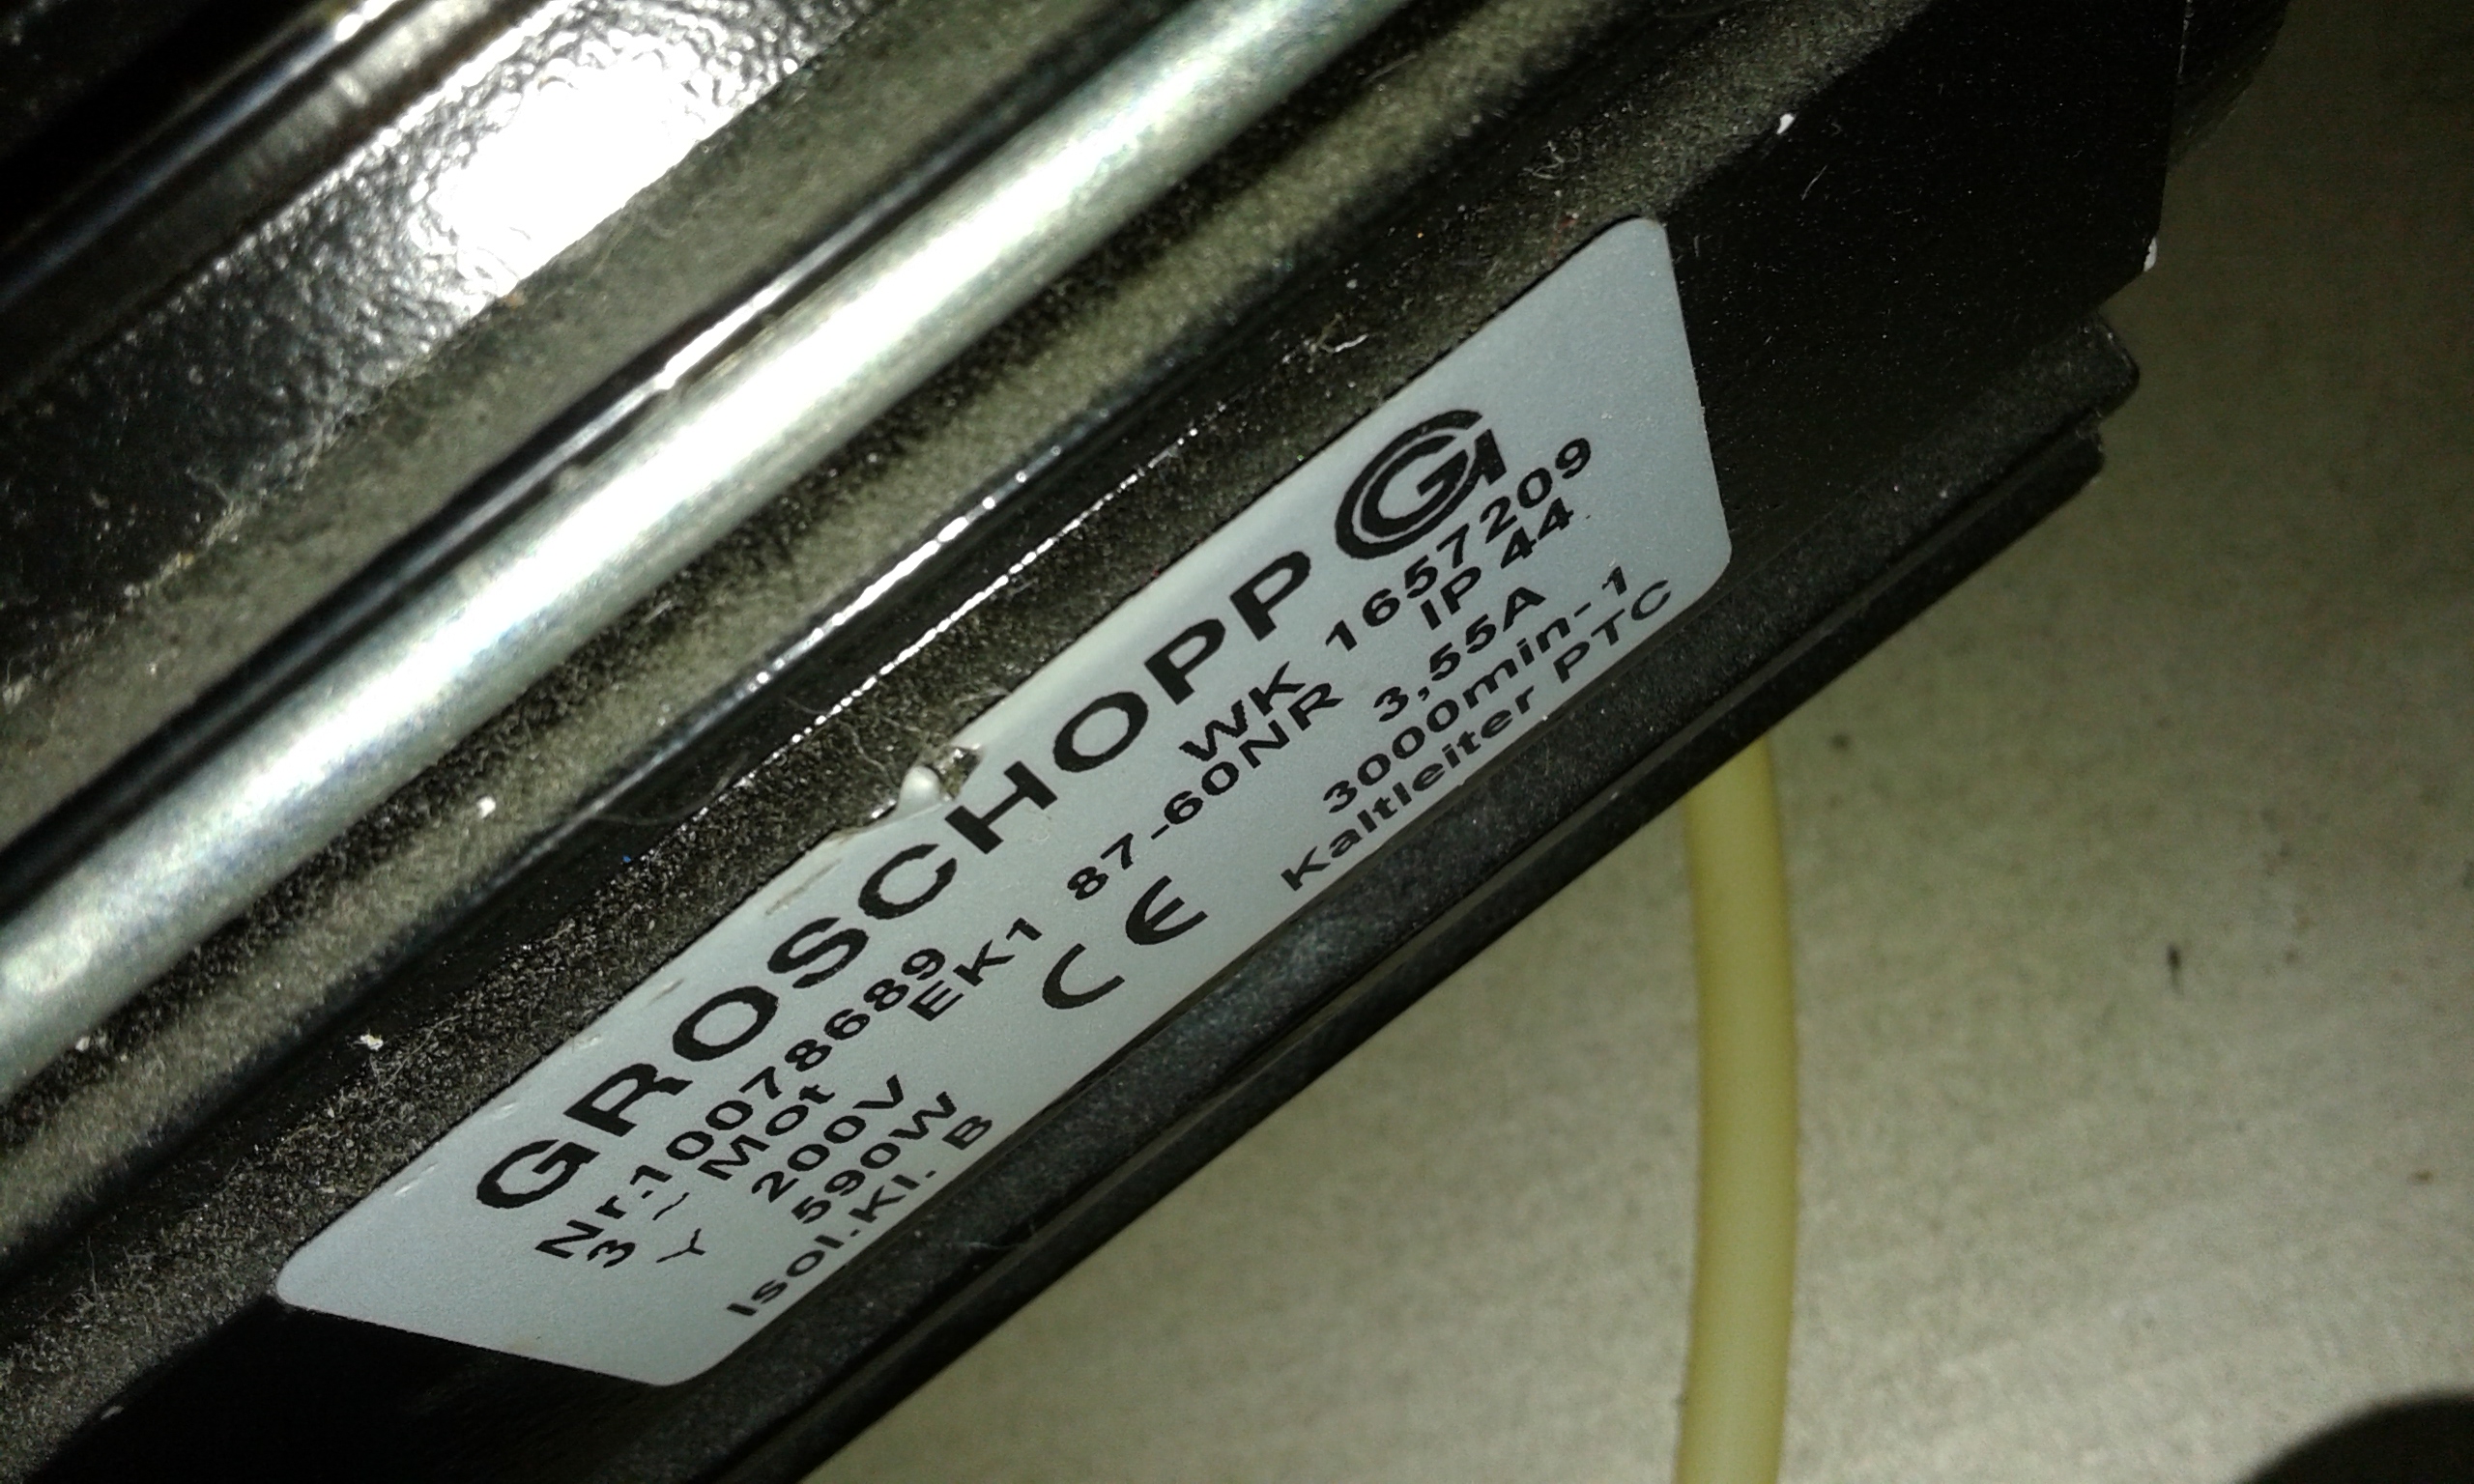 GROSCHOPP G
Nr.10078689 WK 1657209
3 ~ Mot EK1 87-60NR IP 44
Y 200V 3,55A
590W CE 3000min-1
Isol.Kl. B Kaltleiter PTC